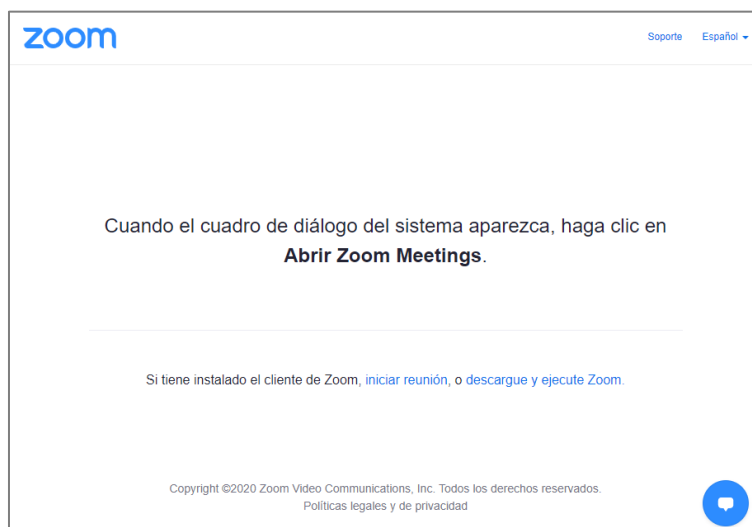 zoom
Soporte Español
Cuando el cuadro de diálogo del sistema aparezca, haga clic en
Abrir Zoom Meetings.
Si tiene instalado el cliente de Zoom, iniciar reunión, o descargue y ejecute Zoom.
Copyright ©2020 Zoom Video Communications, Inc. Todos los derechos reservados.
Políticas legales y de privacidad